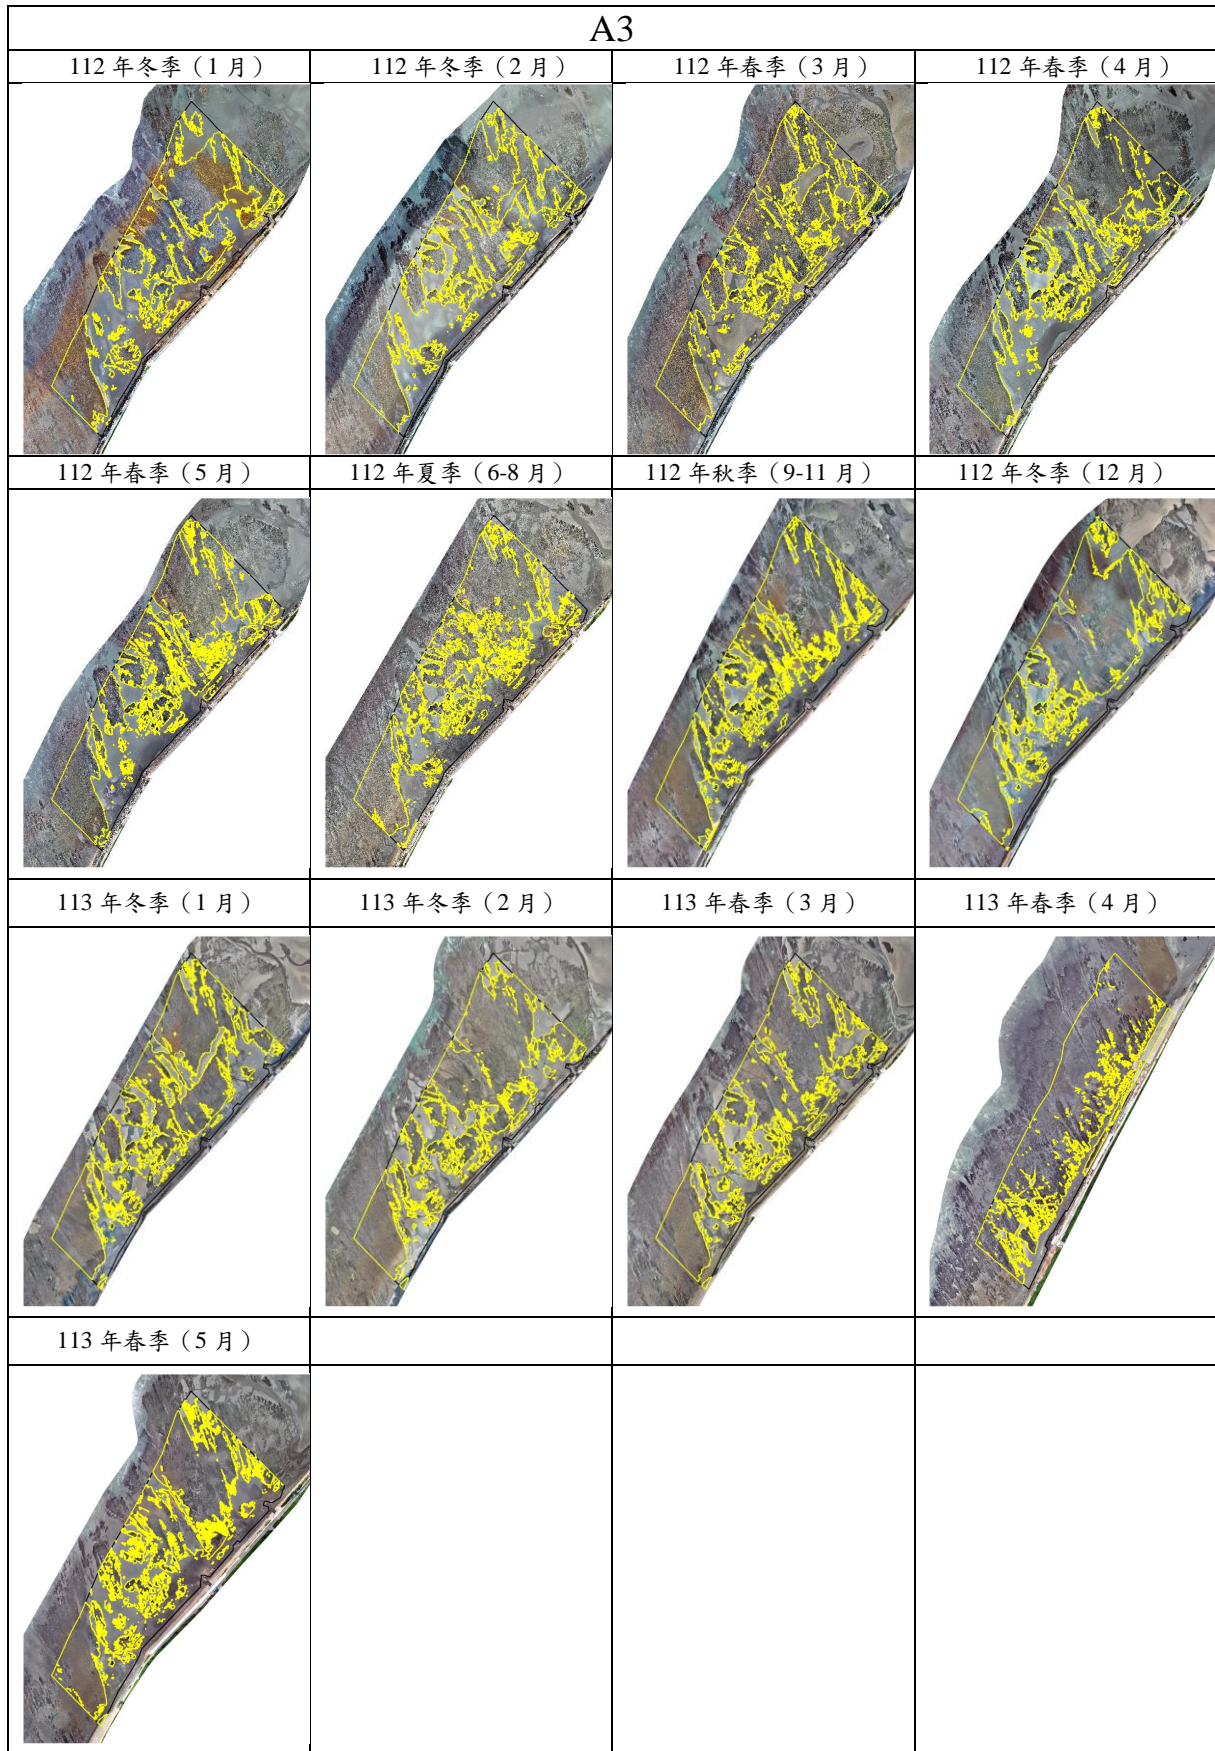 A3
112 年冬季（1 月）
112 年冬季（2 月）
112 年春季（3 月）
112 年春季（4 月）
112 年春季（5 月）
112 年夏季（6-8 月）
112 年秋季（9-11 月）
112 年冬季（12 月）
113 年冬季（1 月）
113 年冬季（2 月）
113 年春季（3 月）
113 年春季（4 月）
113 年春季（5 月）